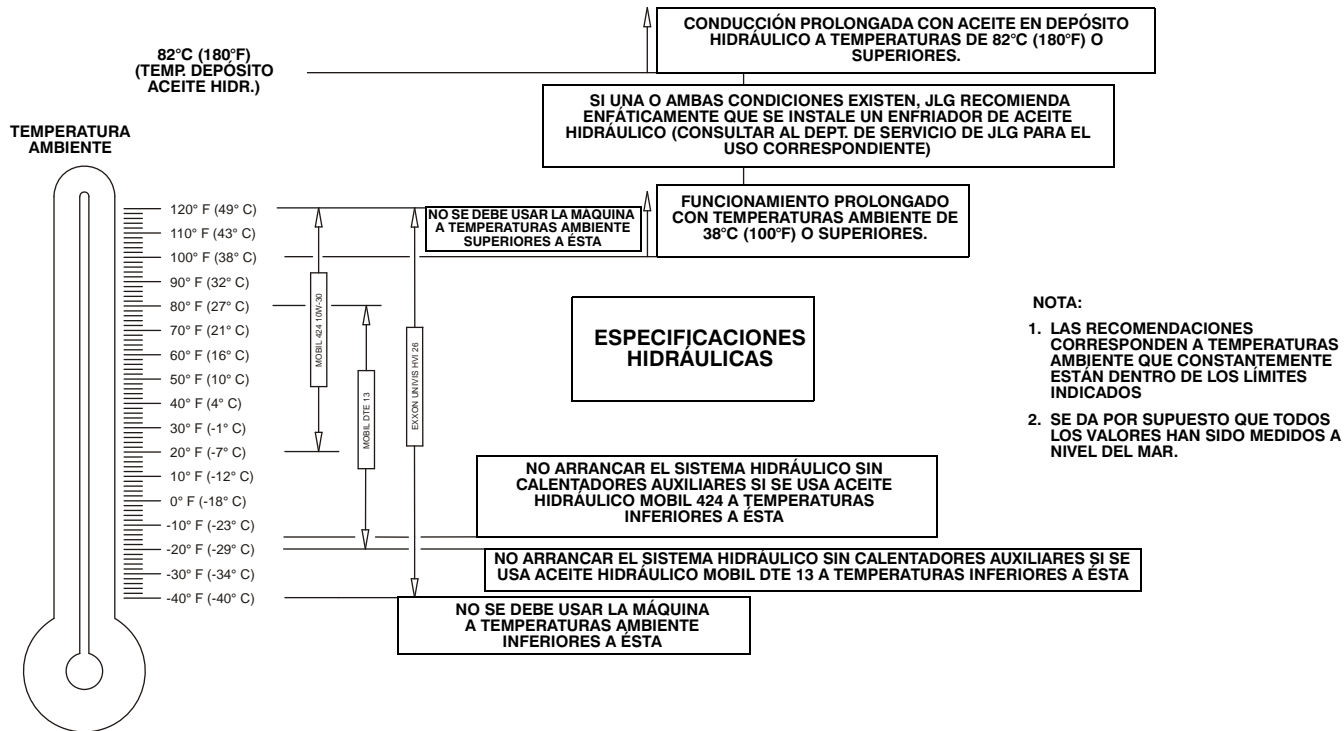 82°C (180°F)
(TEMP. DEPÓSITO
ACEITE HIDR.)
CONDUCCIÓN PROLONGADA CON ACEITE EN DEPÓSITO
HIDRÁULICO A TEMPERATURAS DE 82°C (180°F) O
SUPERIORES.
SI UNA O AMBAS CONDICIONES EXISTEN, JLG RECOMIENDA
ENFÁTICAMENTE QUE SE INSTALE UN ENFRIADOR DE ACEITE
HIDRÁULICO (CONSULTAR AL DEPT. DE SERVICIO DE JLG PARA EL
USO CORRESPONDIENTE)
TEMPERATURA
AMBIENTE
120° F (49° C)
110° F (43° C)
100° F (38° C)
90° F (32° C)
80° F (27° C)
70° F (21° C)
60° F (16° C)
50° F (10° C)
40° F (4° C)
30° F (-1° C)
20° F (-7° C)
10° F (-12° C)
0° F (-18° C)
-10° F (-23° C)
-20° F (-29° C)
-30° F (-34° C)
-40° F (-40° C)
MOBIL 424 10W-30
MOBIL DTE 13
EXXON UNIVIS HVI 26
NO SE DEBE USAR LA MÁQUINA
A TEMPERATURAS AMBIENTE
SUPERIORES A ÉSTA
FUNCIONAMIENTO PROLONGADO
CON TEMPERATURAS AMBIENTE DE
38°C (100°F) O SUPERIORES.
ESPECIFICACIONES
HIDRÁULICAS
NOTA:
1. LAS RECOMENDACIONES
CORRESPONDEN A TEMPERATURAS
AMBIENTE QUE CONSTANTEMENTE
ESTÁN DENTRO DE LOS LÍMITES
INDICADOS
2. SE DA POR SUPUESTO QUE TODOS
LOS VALORES HAN SIDO MEDIDOS A
NIVEL DEL MAR.
NO ARRANCAR EL SISTEMA HIDRÁULICO SIN
CALENTADORES AUXILIARES SI SE USA ACEITE
HIDRÁULICO MOBIL 424 A TEMPERATURAS
INFERIORES A ÉSTA
NO ARRANCAR EL SISTEMA HIDRÁULICO SIN CALENTADORES AUXILIARES SI SE
USA ACEITE HIDRÁULICO MOBIL DTE 13 A TEMPERATURAS INFERIORES A ÉSTA
NO SE DEBE USAR LA MÁQUINA
A TEMPERATURAS AMBIENTE
INFERIORES A ÉSTA